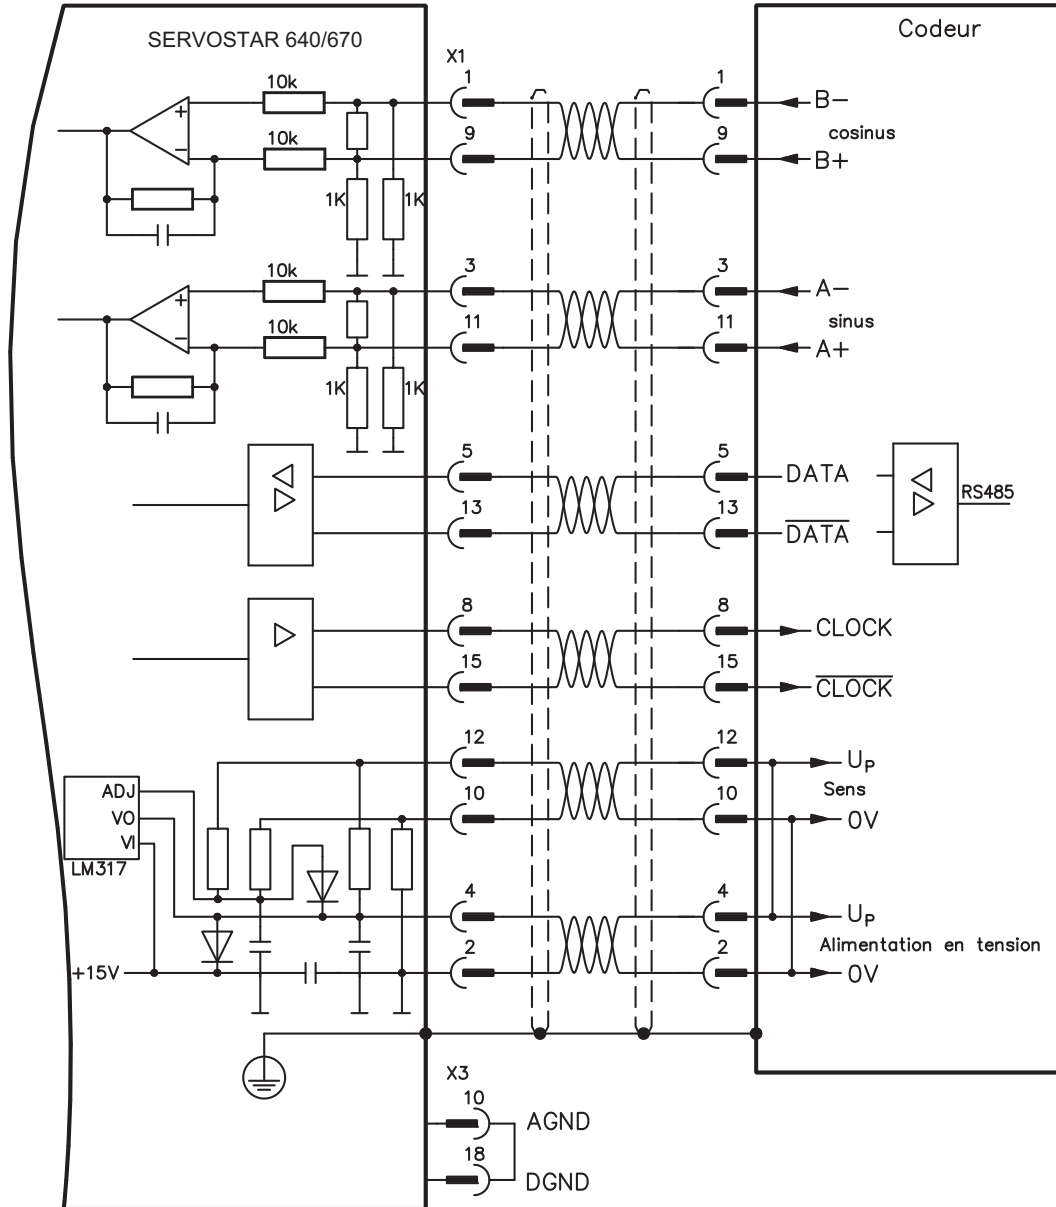 SERVOSTAR 640/670
Codeur
X1
10k
1
1
B-
+
10k
9
9
cosinus
B+
-
1K
1K
10k
3
3
A-
+
10k
11
11
sinus
A+
-
1K
1K
5
5
DATA
RS485
13
13
DATA
8
8
CLOCK
15
15
CLOCK
12
12
UP
Sens
ADJ
VO
VI
LM317
10
10
0V
4
4
UP
Alimentation en tension
+15V
2
2
0V
X3
10
AGND
18
DGND